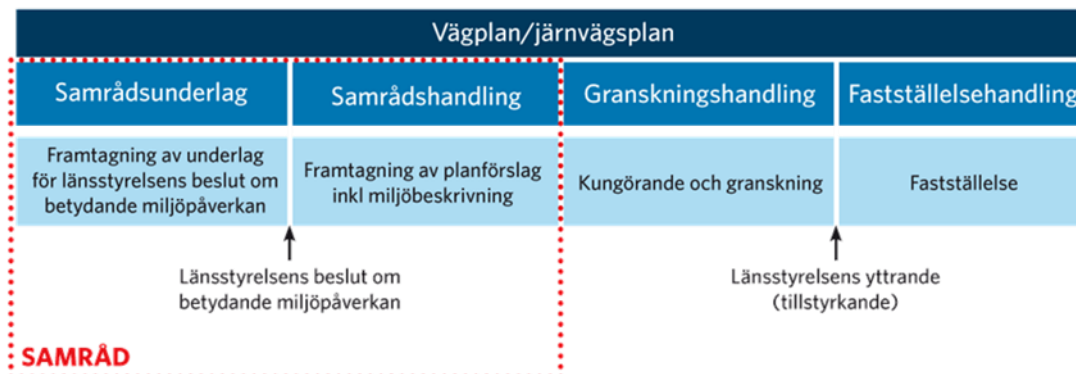 Vägplan/järnvägsplan
Samrådsunderlag
Samrådshandling
Granskningshandling
Fastställelsehandling
Framtagning av underlag
för länsstyrelsens beslut om
betydande miljöpåverkan
Framtagning av planförslag
inkl miljöbeskrivning
Kungörande och granskning
Fastställelse
Länsstyrelsens beslut om
betydande miljöpåverkan
Länsstyrelsens yttrande
(tillstyrkande)
SAMRÅD